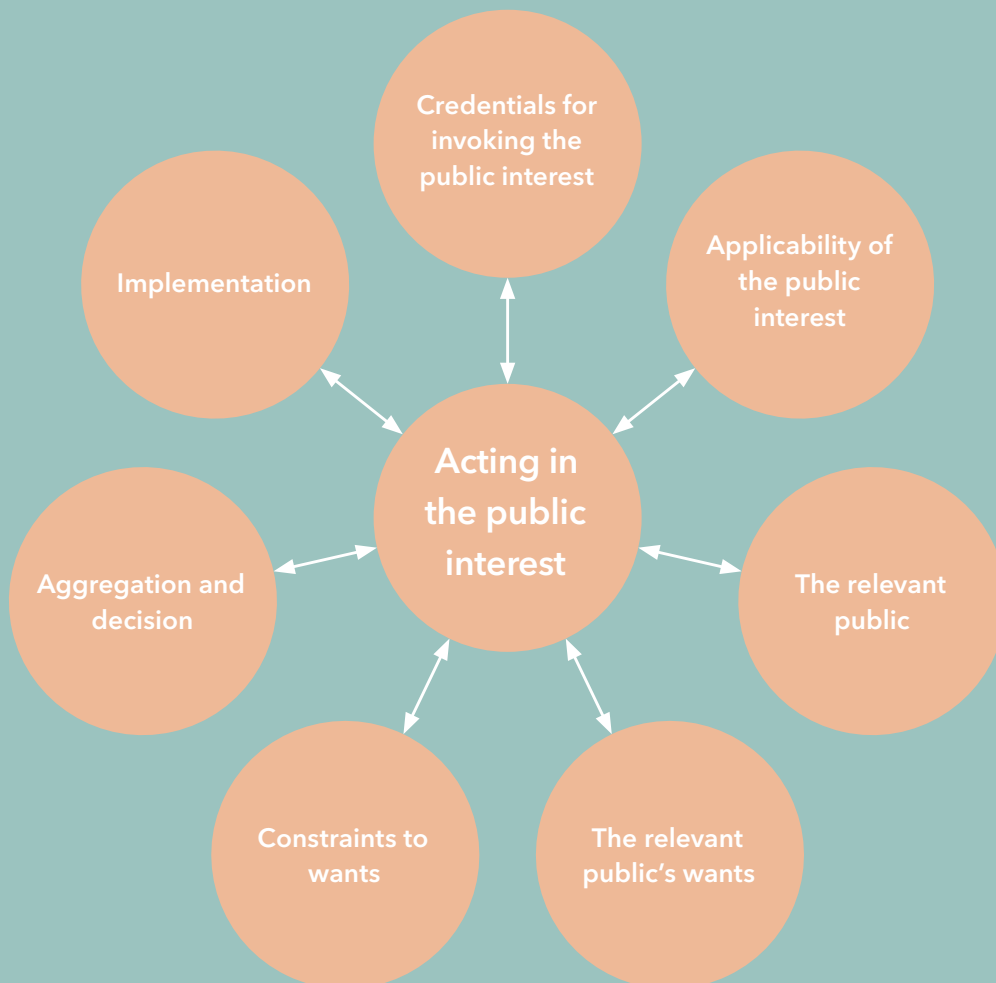 Credentials for
invoking the
public interest
Applicability of
the public
interest
The relevant
public
The relevant
public’s wants
Constraints to
wants
Aggregation and
decision
Implementation
Acting in
the public
interest